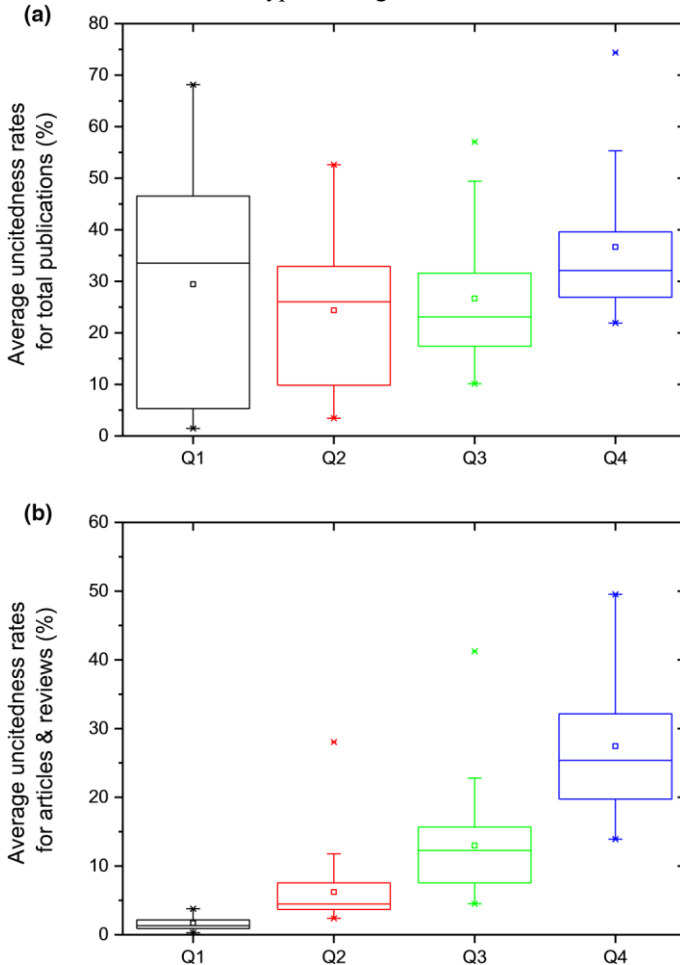 (a)
Average uncitedness rates
for total publications (%)
80
70
60
50
40
30
20
10
0
Q1 Q2 Q3 Q4
(b)
Average uncitedness rates
for articles & reviews (%)
60
50
40
30
20
10
0
Q1 Q2 Q3 Q4